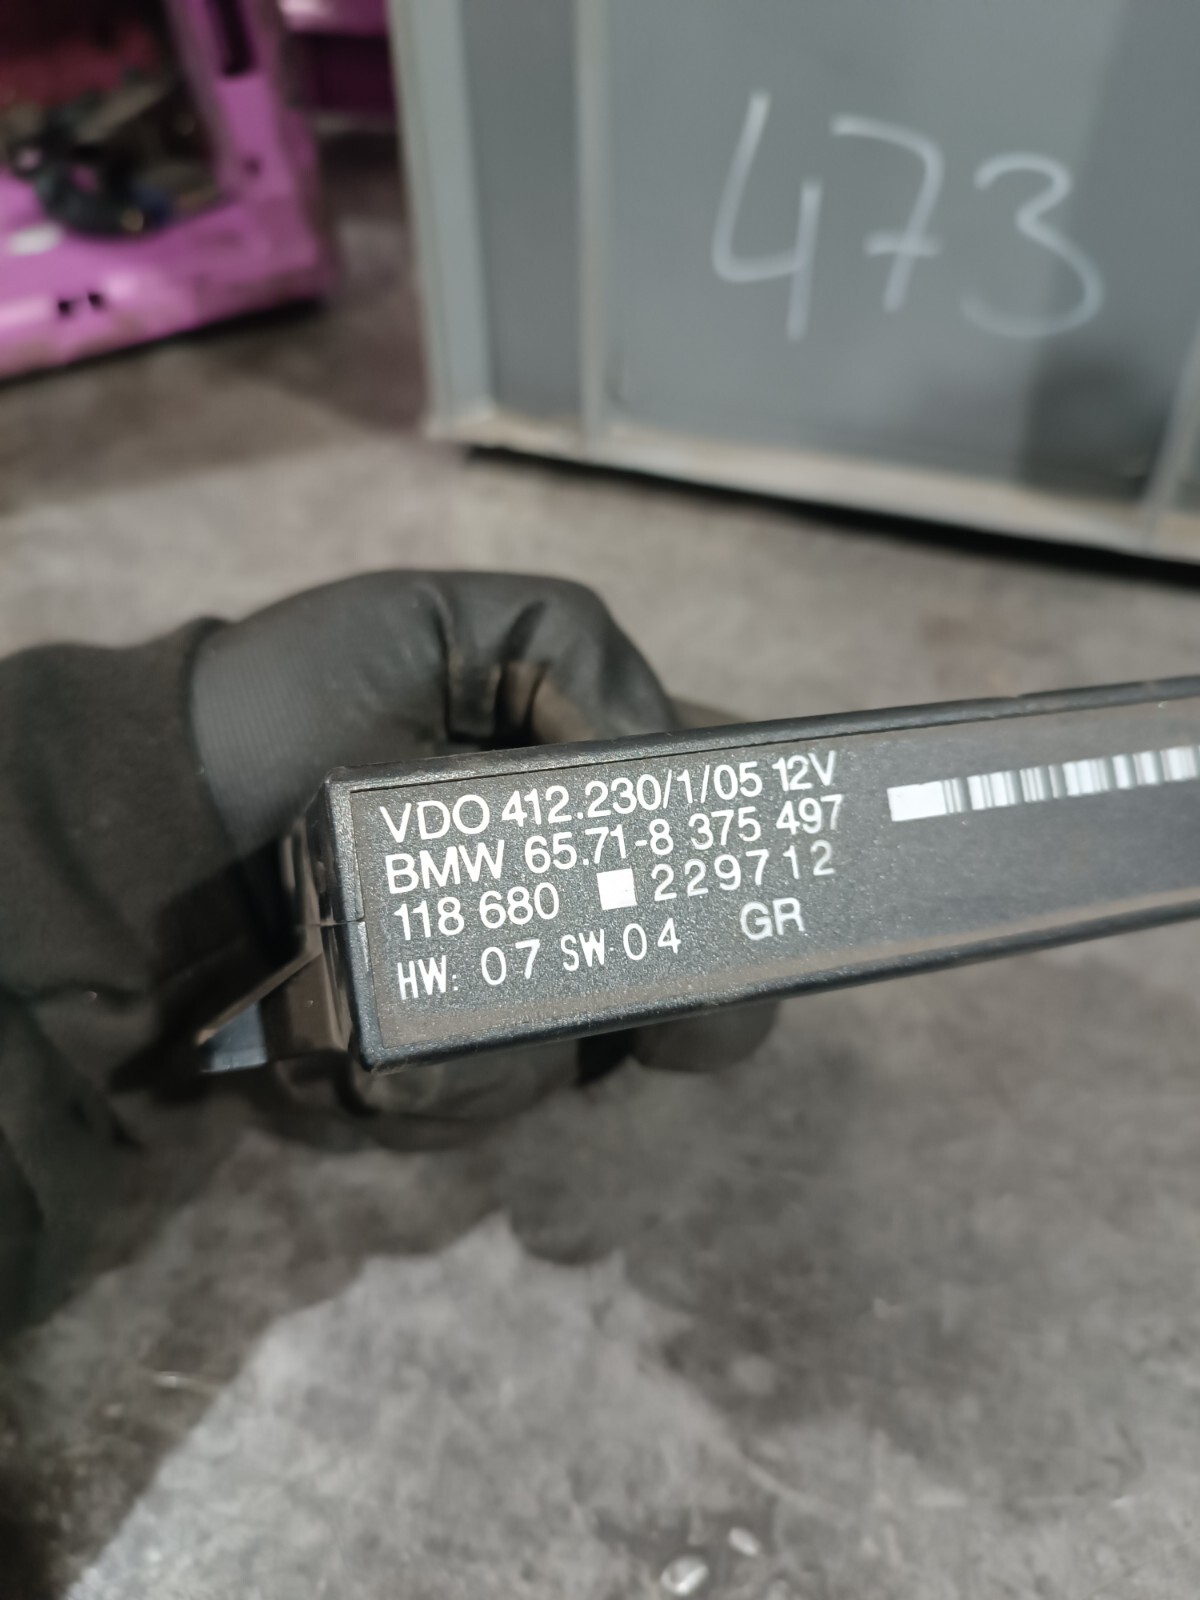 473
VDO 412.230/1/05 12V
BMW 65.71-8 375 497
118 680 229712
HW: 07 SW 04 GR